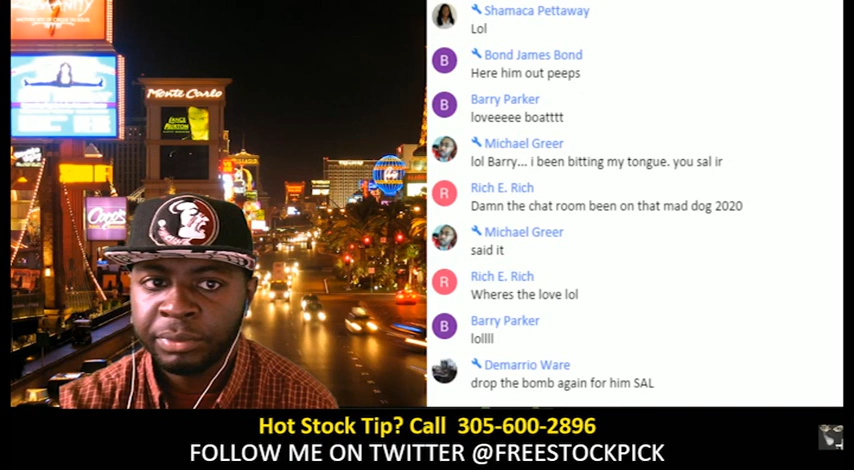 Monte Carlo
LANCE
BURTON
Shamaca Pettaway
Lol
B
Bond James Bond
Here him out peeps
B
Barry Parker
loveeeee boatttt
Michael Greer
lol Barry... i been bitting my tongue. you sal ir
R
Rich E. Rich
Damn the chat room been on that mad dog 2020
Michael Greer
said it
R
Rich E. Rich
Wheres the love lol
B
Barry Parker
lollll
Demarrio Ware
drop the bomb again for him SAL
Hot Stock Tip? Call 305-600-2896
FOLLOW ME ON TWITTER @FREESTOCKPICK